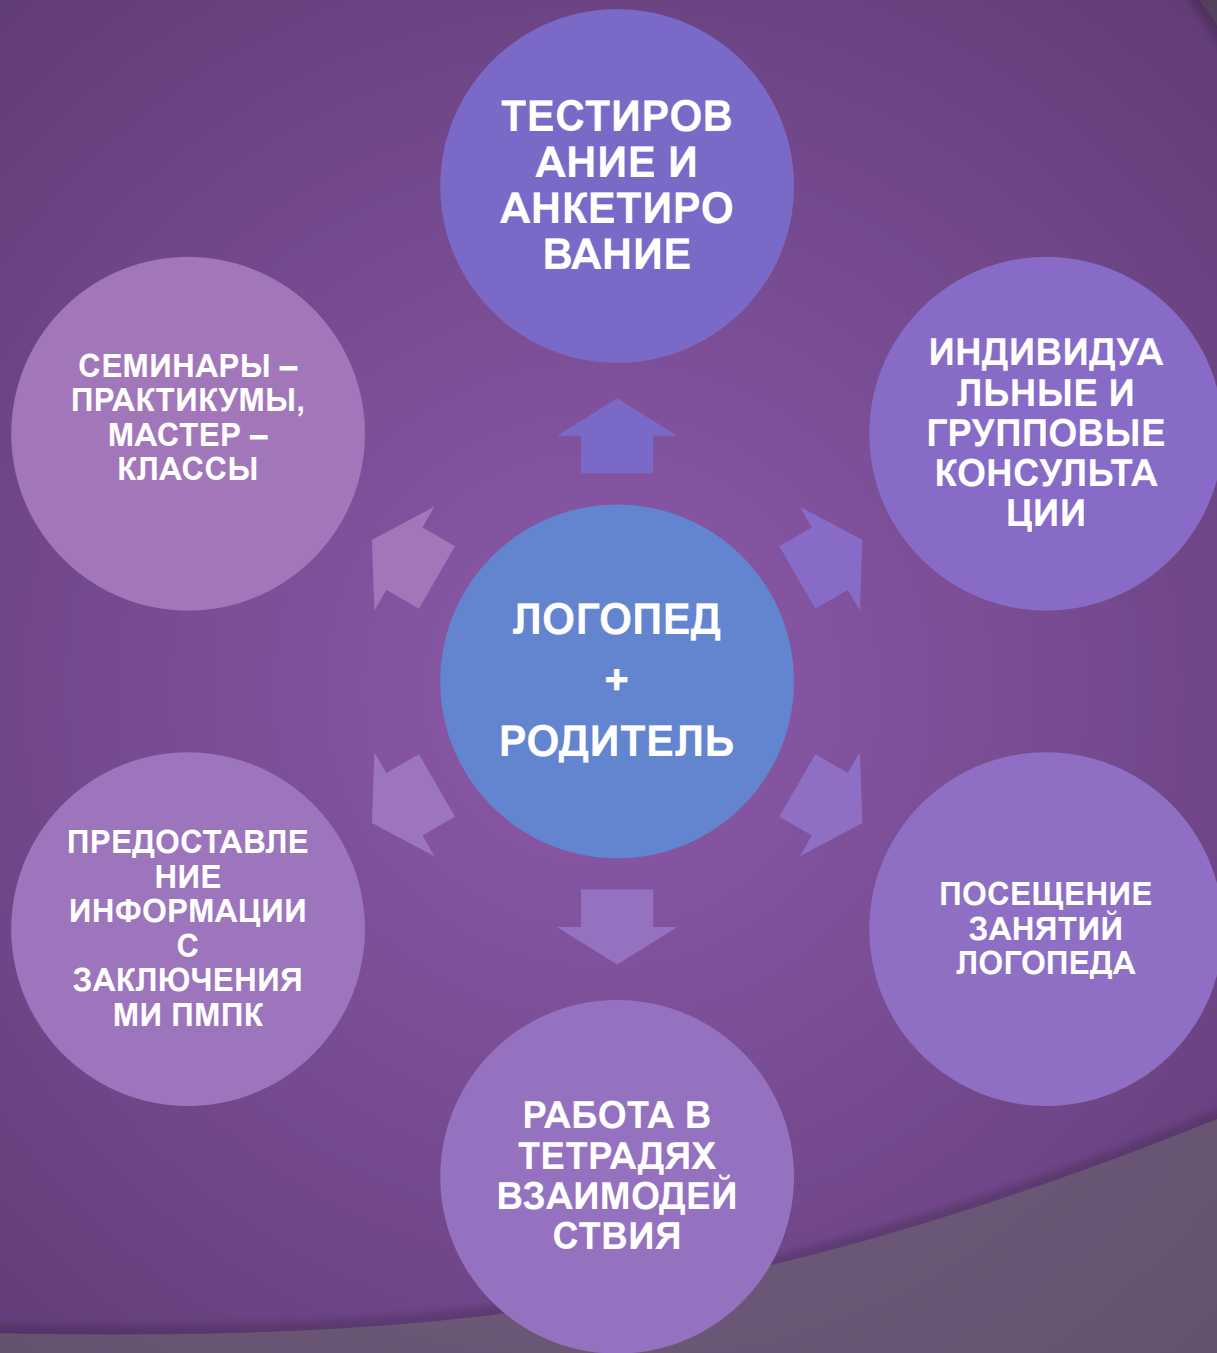 ТЕСТИРОВ
АНИЕ И
АНКЕТИРО
ВАНИЕ
СЕМИНАРЫ –
ПРАКТИКУМЫ,
МАСТЕР –
КЛАССЫ
ИНДИВИДУА
ЛЬНЫЕ И
ГРУППОВЫЕ
КОНСУЛЬТА
ЦИИ
ЛОГОПЕД
+
РОДИТЕЛЬ
ПРЕДОСТАВЛЕ
НИЕ
ИНФОРМАЦИИ
С
ЗАКЛЮЧЕНИЯ
МИ ПМПК
ПОСЕЩЕНИЕ
ЗАНЯТИЙ
ЛОГОПЕДА
РАБОТА В
ТЕТРАДЯХ
ВЗАИМОДЕЙ
СТВИЯ